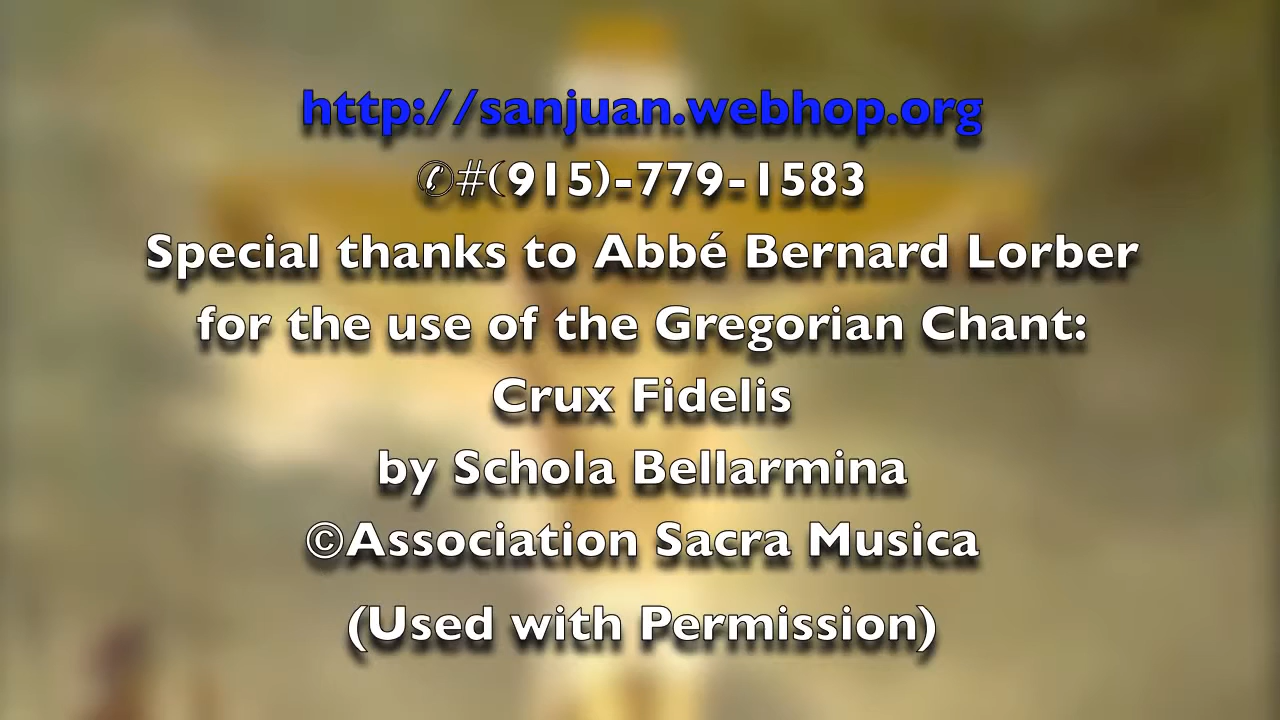 http://sanjuan.webhop.org
✆#(915)-779-1583
Special thanks to Abbé Bernard Lorber
for the use of the Gregorian Chant:
Crux Fidelis
by Schola Bellarmina
©Association Sacra Musica
(Used with Permission)